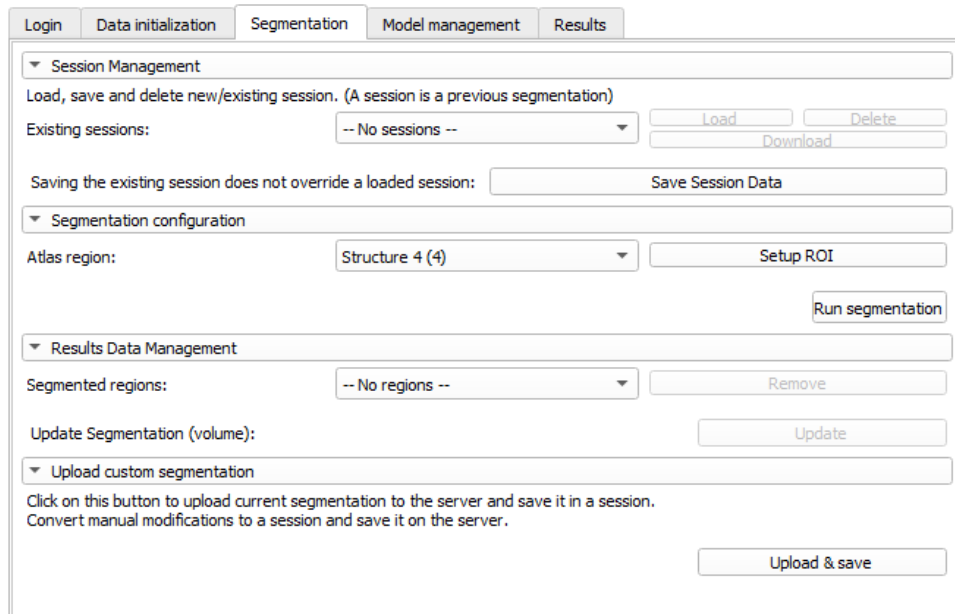 Login Data initialization Segmentation Model management Results
Session Management
Load, save and delete new/existing session. (A session is a previous segmentation)
Existing sessions: -- No sessions -- Load Delete
Download
Saving the existing session does not override a loaded session: Save Session Data
Segmentation configuration
Atlas region: Structure 4 (4) Setup ROI
Run segmentation
Results Data Management
Segmented regions: -- No regions -- Remove
Update Segmentation (volume): Update
Upload custom segmentation
Click on this button to upload current segmentation to the server and save it in a session.
Convert manual modifications to a session and save it on the server.
Upload & save